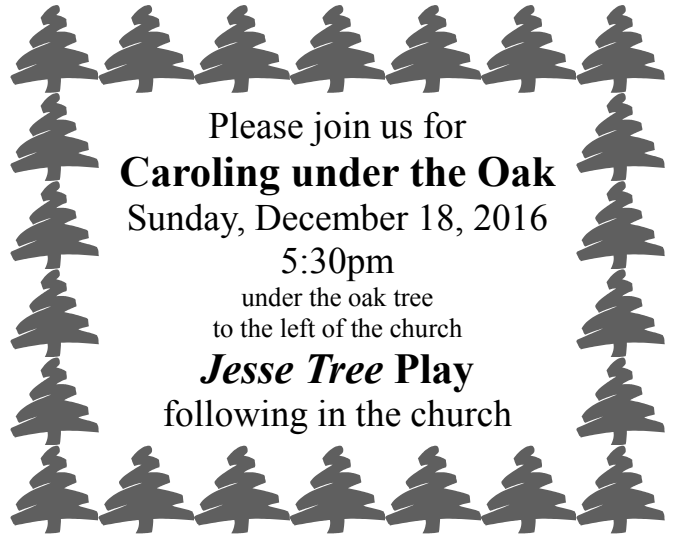 Please join us for
Caroling under the Oak
Sunday, December 18, 2016
5:30pm
under the oak tree
to the left of the church
Jesse Tree Play
following in the church